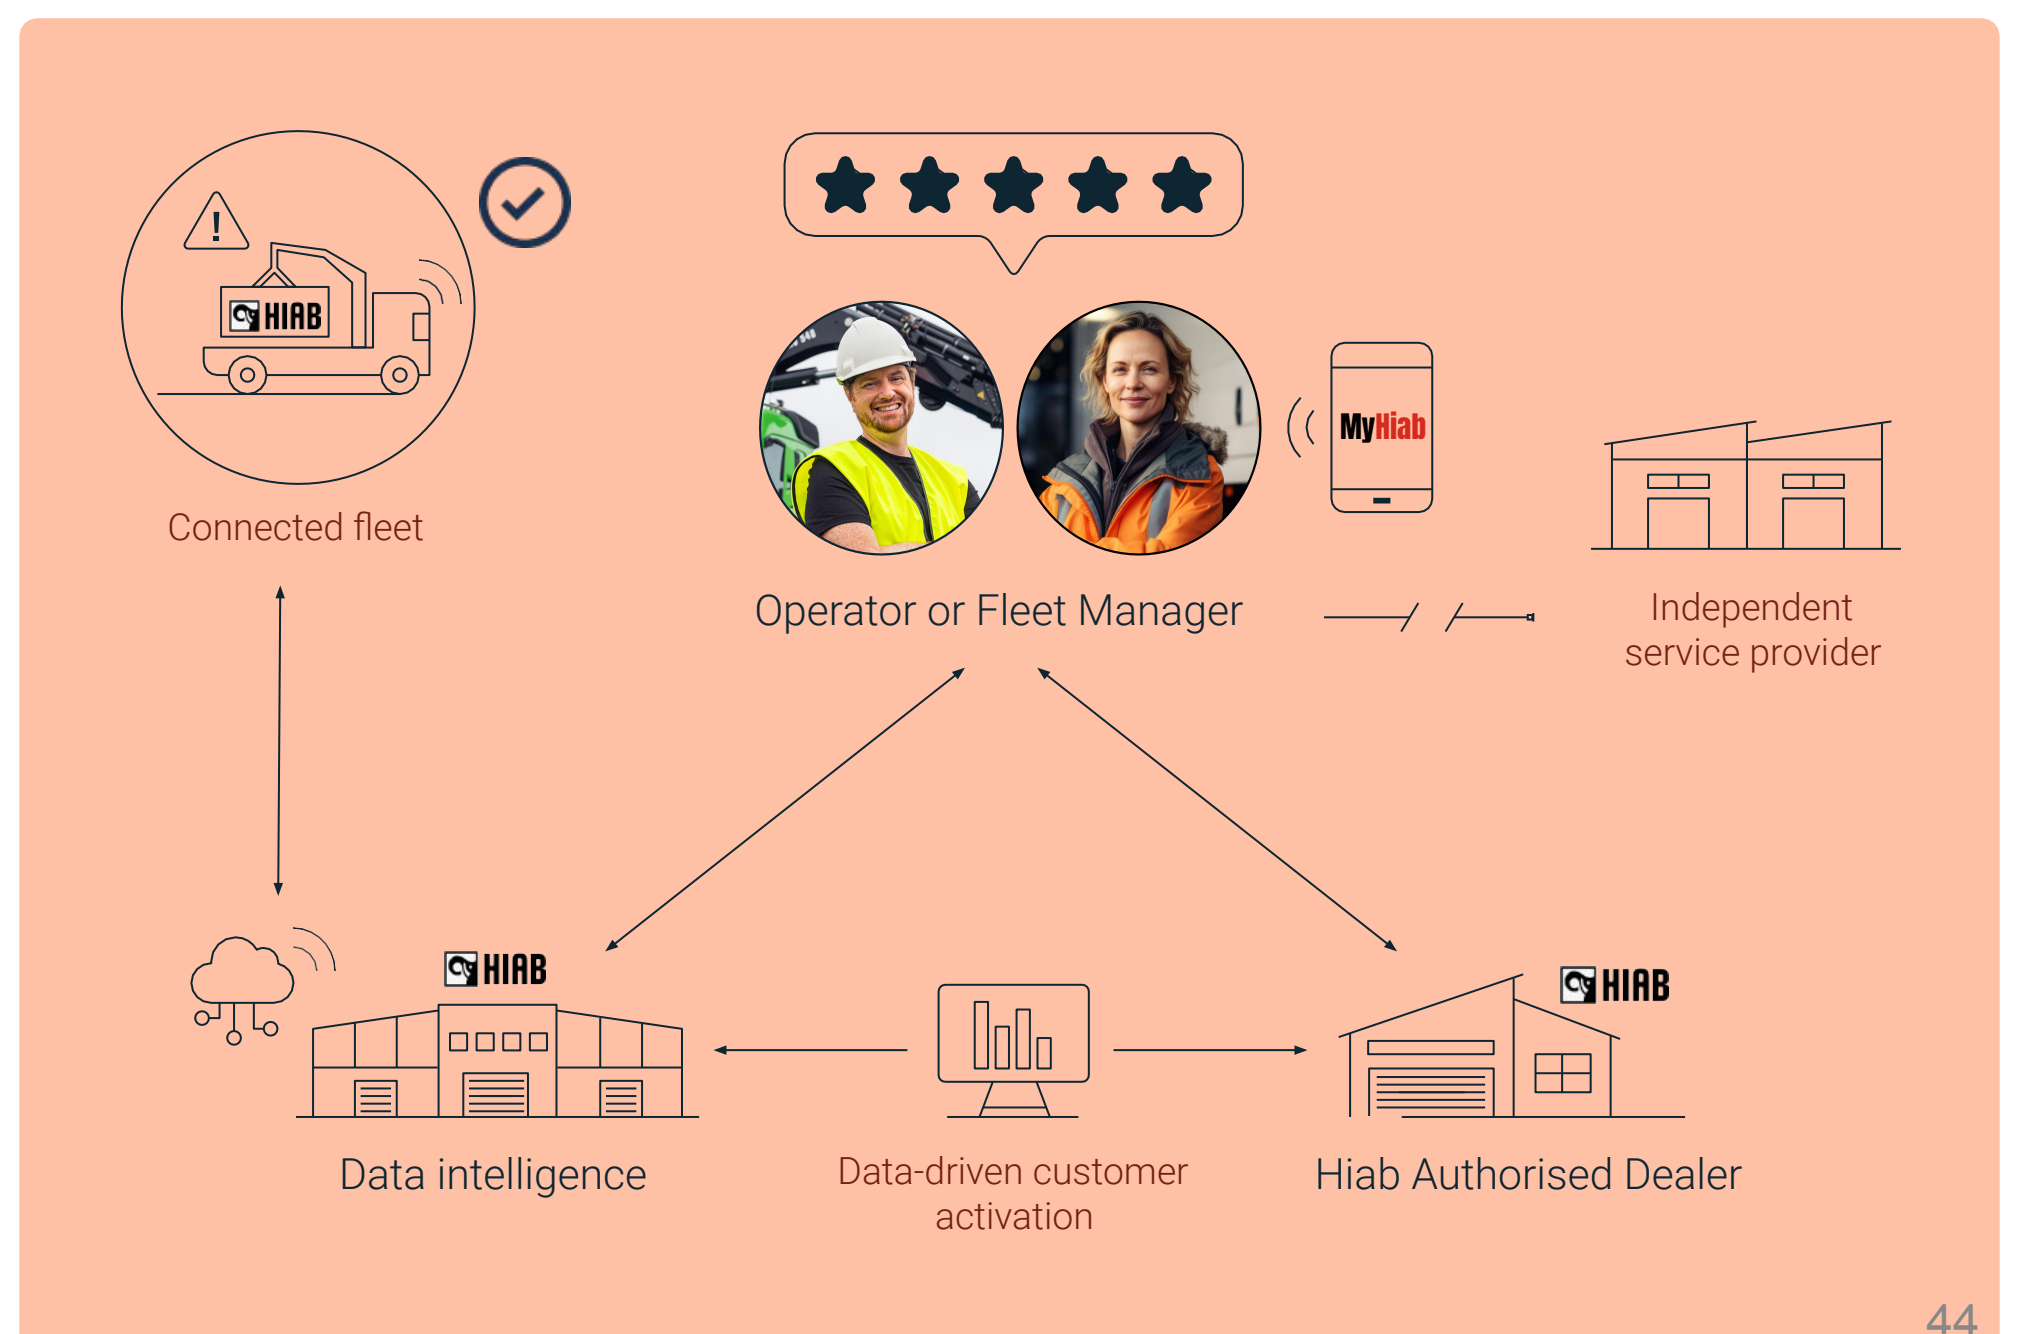 !
HIAB
Connected fleet
MyHiab
Operator or Fleet Manager
Independent
service provider
HIAB
HIAB
Data intelligence
Data-driven customer
activation
Hiab Authorised Dealer
44